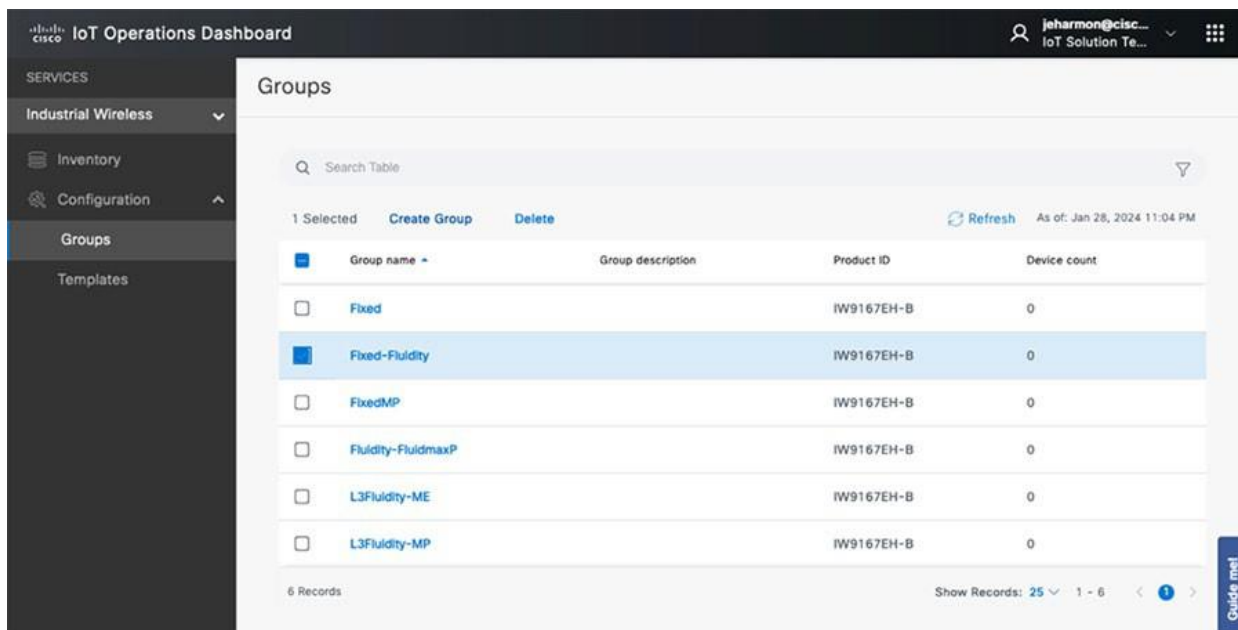 cisco IoT Operations Dashboard
jeharmon@cisc...
IoT Solution Te...
SERVICES
Industrial Wireless
Inventory
Configuration
Groups
Templates
Groups
Search Table
1 Selected Create Group Delete Refresh As of: Jan 28, 2024 11:04 PM
Group name Group description Product ID Device count
Fixed IW9167EH-B 0
Fixed-Fluidity IW9167EH-B 0
FixedMP IW9167EH-B 0
Fluidity-FluidmaxP IW9167EH-B 0
L3Fluidity-ME IW9167EH-B 0
L3Fluidity-MP IW9167EH-B 0
6 Records Show Records: 25 1 - 6 1
Guide me!